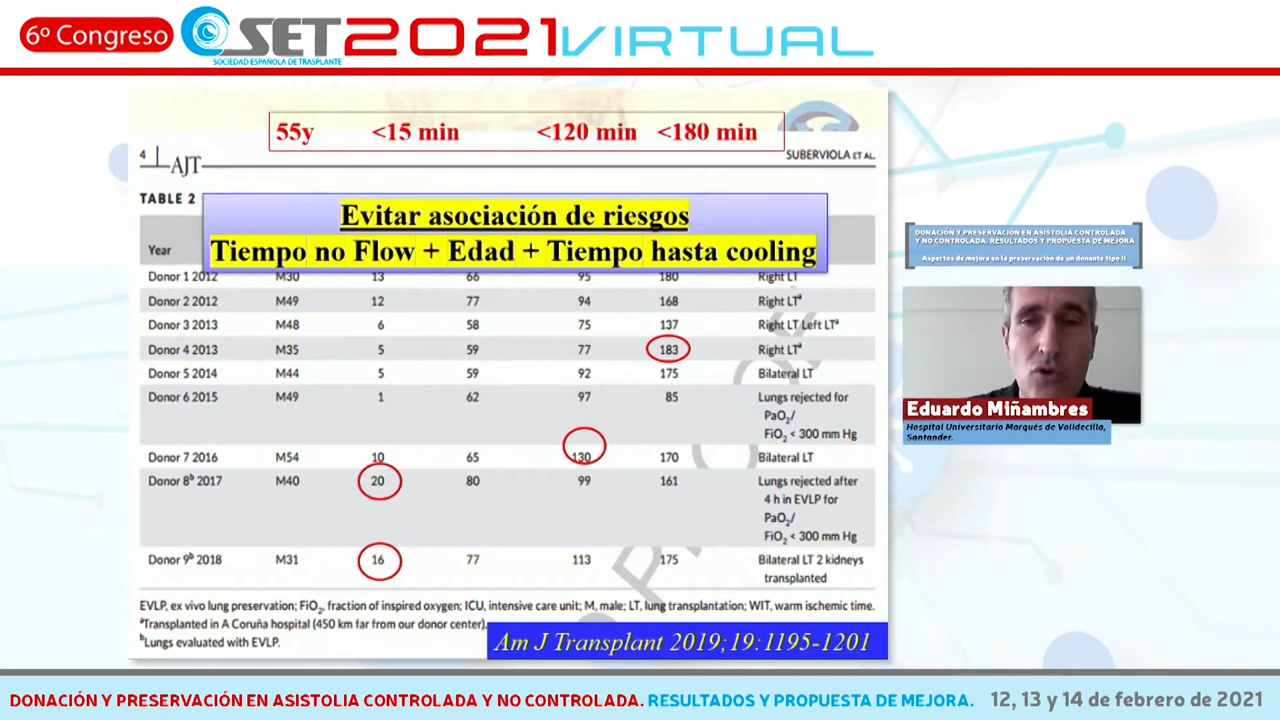 6º Congreso
SET 2021 VIRTUAL
SOCIEDAD ESPAÑOLA DE TRASPLANTE
55y <15 min <120 min <180 min
4 AJT SUBERVIOLA ET AL.
TABLE 2
Evitar asociación de riesgos
Tiempo no Flow + Edad + Tiempo hasta cooling
Year
Donor 1 2012 M30 13 66 95 180 Right LT
Donor 2 2012 M49 12 77 94 168 Right LTª
Donor 3 2013 M48 6 58 75 137 Right LT Left LTª
Donor 4 2013 M35 5 59 77 183 Right LTª
Donor 5 2014 M44 5 59 92 175 Bilateral LT
Donor 6 2015 M49 1 62 97 85 Lungs rejected for
PaO₂/
FiO₂ < 300 mm Hg
Donor 7 2016 M54 10 65 130 170 Bilateral LT
Donor 8ᵇ 2017 M40 20 80 99 161 Lungs rejected after
4 h in EVLP for
PaO₂/
FiO₂ < 300 mm Hg
Donor 9ᵇ 2018 M31 16 77 113 175 Bilateral LT 2 kidneys
transplanted
EVLP, ex vivo lung preservation; FiO₂, fraction of inspired oxygen; ICU, intensive care unit; M, male; LT, lung transplantation; WIT, warm ischemic time.
ªTransplanted in A Coruña hospital (450 km far from our donor center).
ᵇLungs evaluated with EVLP.
Am J Transplant 2019;19:1195-1201
DONACIÓN Y PRESERVACIÓN EN ASISTOLIA CONTROLADA
Y NO CONTROLADA. RESULTADOS Y PROPUESTA DE MEJORA
Aspectos de mejora en la preservación de un donante tipo II
Eduardo Miñambres
Hospital Universitario Marqués de Valldecilla,
Santander.
DONACIÓN Y PRESERVACIÓN EN ASISTOLIA CONTROLADA Y NO CONTROLADA. RESULTADOS Y PROPUESTA DE MEJORA. 12, 13 y 14 de febrero de 2021